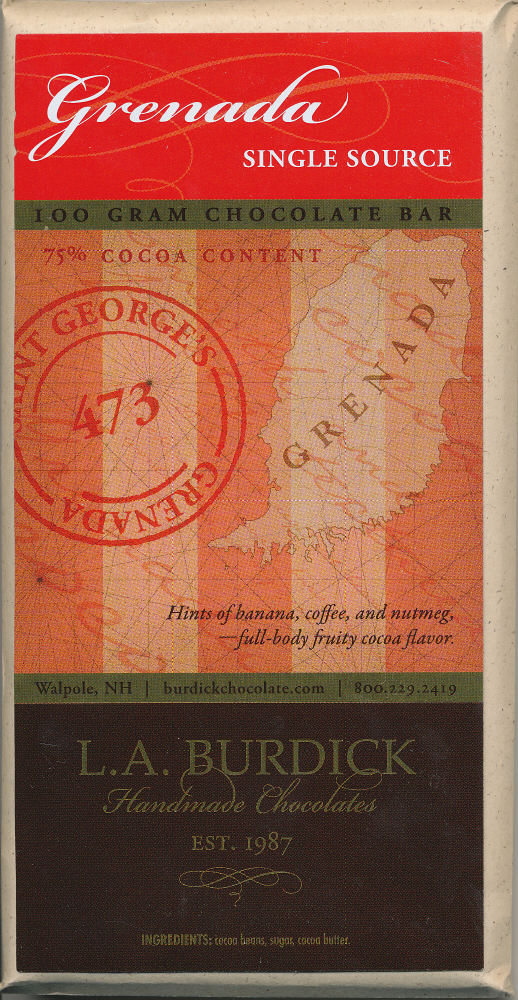 Grenada
SINGLE SOURCE
100 GRAM CHOCOLATE BAR
75% COCOA CONTENT
SAINT GEORGE'S
473
GRENADA
GRENADA
Hints of banana, coffee, and nutmeg,
—full-body fruity cocoa flavor.
Walpole, NH | burdickchocolate.com | 800.229.2419
L.A. BURDICK
Handmade Chocolates
EST. 1987
INGREDIENTS: cocoa beans, sugar, cocoa butter.